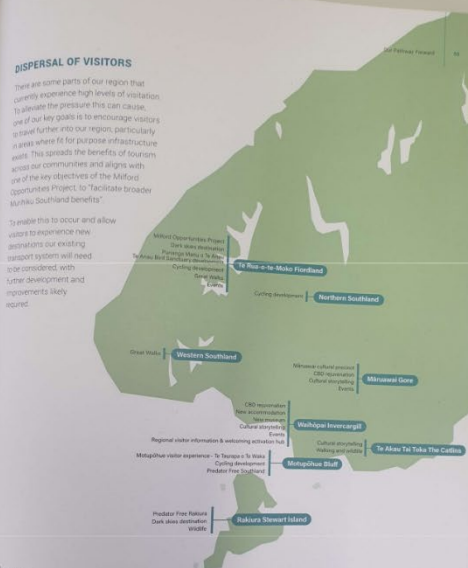 Our Pathway Forward
DISPERSAL OF VISITORS
There are some parts of our region that
currently experience high levels of visitation.
To alleviate the pressure this can cause,
one of our key goals is to encourage visitors
to travel further into our region, particularly
in areas where fit for purpose infrastructure
exists. This spreads the benefits of tourism
across our communities and aligns with
one of the key objectives of the Milford
Opportunities Project, to "facilitate broader
Murihiku Southland benefits".
To enable this to occur and allow
visitors to experience new
destinations our existing
transport system will need
to be considered, with
further development and
improvements likely
required.
Milford Opportunities Project
Dark skies destination
Te Anau Bird Sanctuary development
Cycling development
Great Walks
Events
Te Rua-o-te-Moko Fiordland
Cycling development
Northern Southland
Great Walks
Western Southland
Māruawai cultural precinct
CBD rejuvenation
Cultural storytelling
Events
Māruawai Gore
CBD rejuvenation
New accommodation
New museum
Cultural storytelling
Events
Regional visitor information & welcoming activation hub
Waihōpai Invercargill
Cultural storytelling
Walking and wildlife
Te Akau Tai Toka The Catlins
Motupōhue visitor experience - Te Taurapa o Te Waka
Cycling development
Predator Free Southland
Motupōhue Bluff
Predator Free Rakiura
Dark skies destination
Wildlife
Rakiura Stewart Island